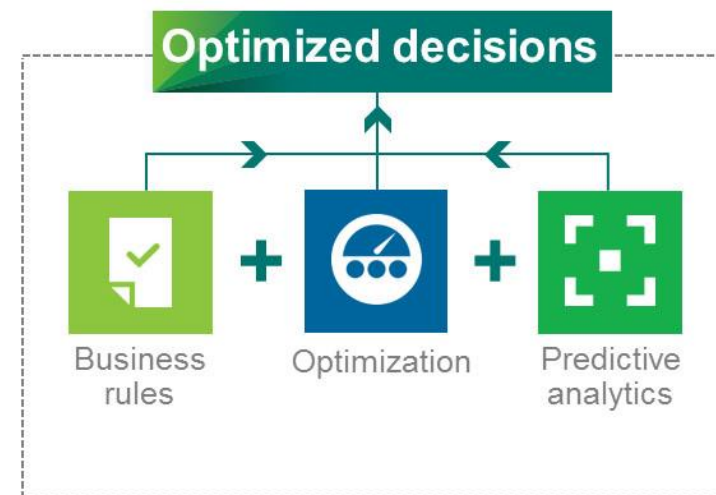 Optimized decisions
Business
rules
Optimization
Predictive
analytics